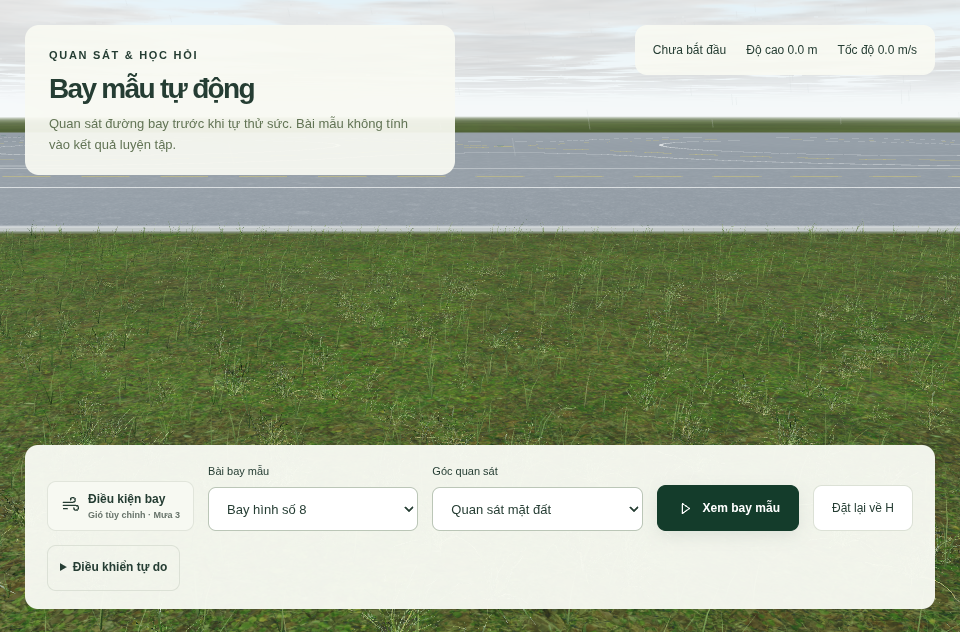 QUAN SÁT & HỌC HỎI
Bay mẫu tự động
Quan sát đường bay trước khi tự thử sức. Bài mẫu không tính
vào kết quả luyện tập.
Chưa bắt đầu Độ cao 0.0 m Tốc độ 0.0 m/s
Bài bay mẫu
Góc quan sát
Điều kiện bay
Gió tùy chỉnh · Mưa 3
Bay hình số 8
Quan sát mặt đất
Xem bay mẫu
Đặt lại về H
Điều khiển tự do